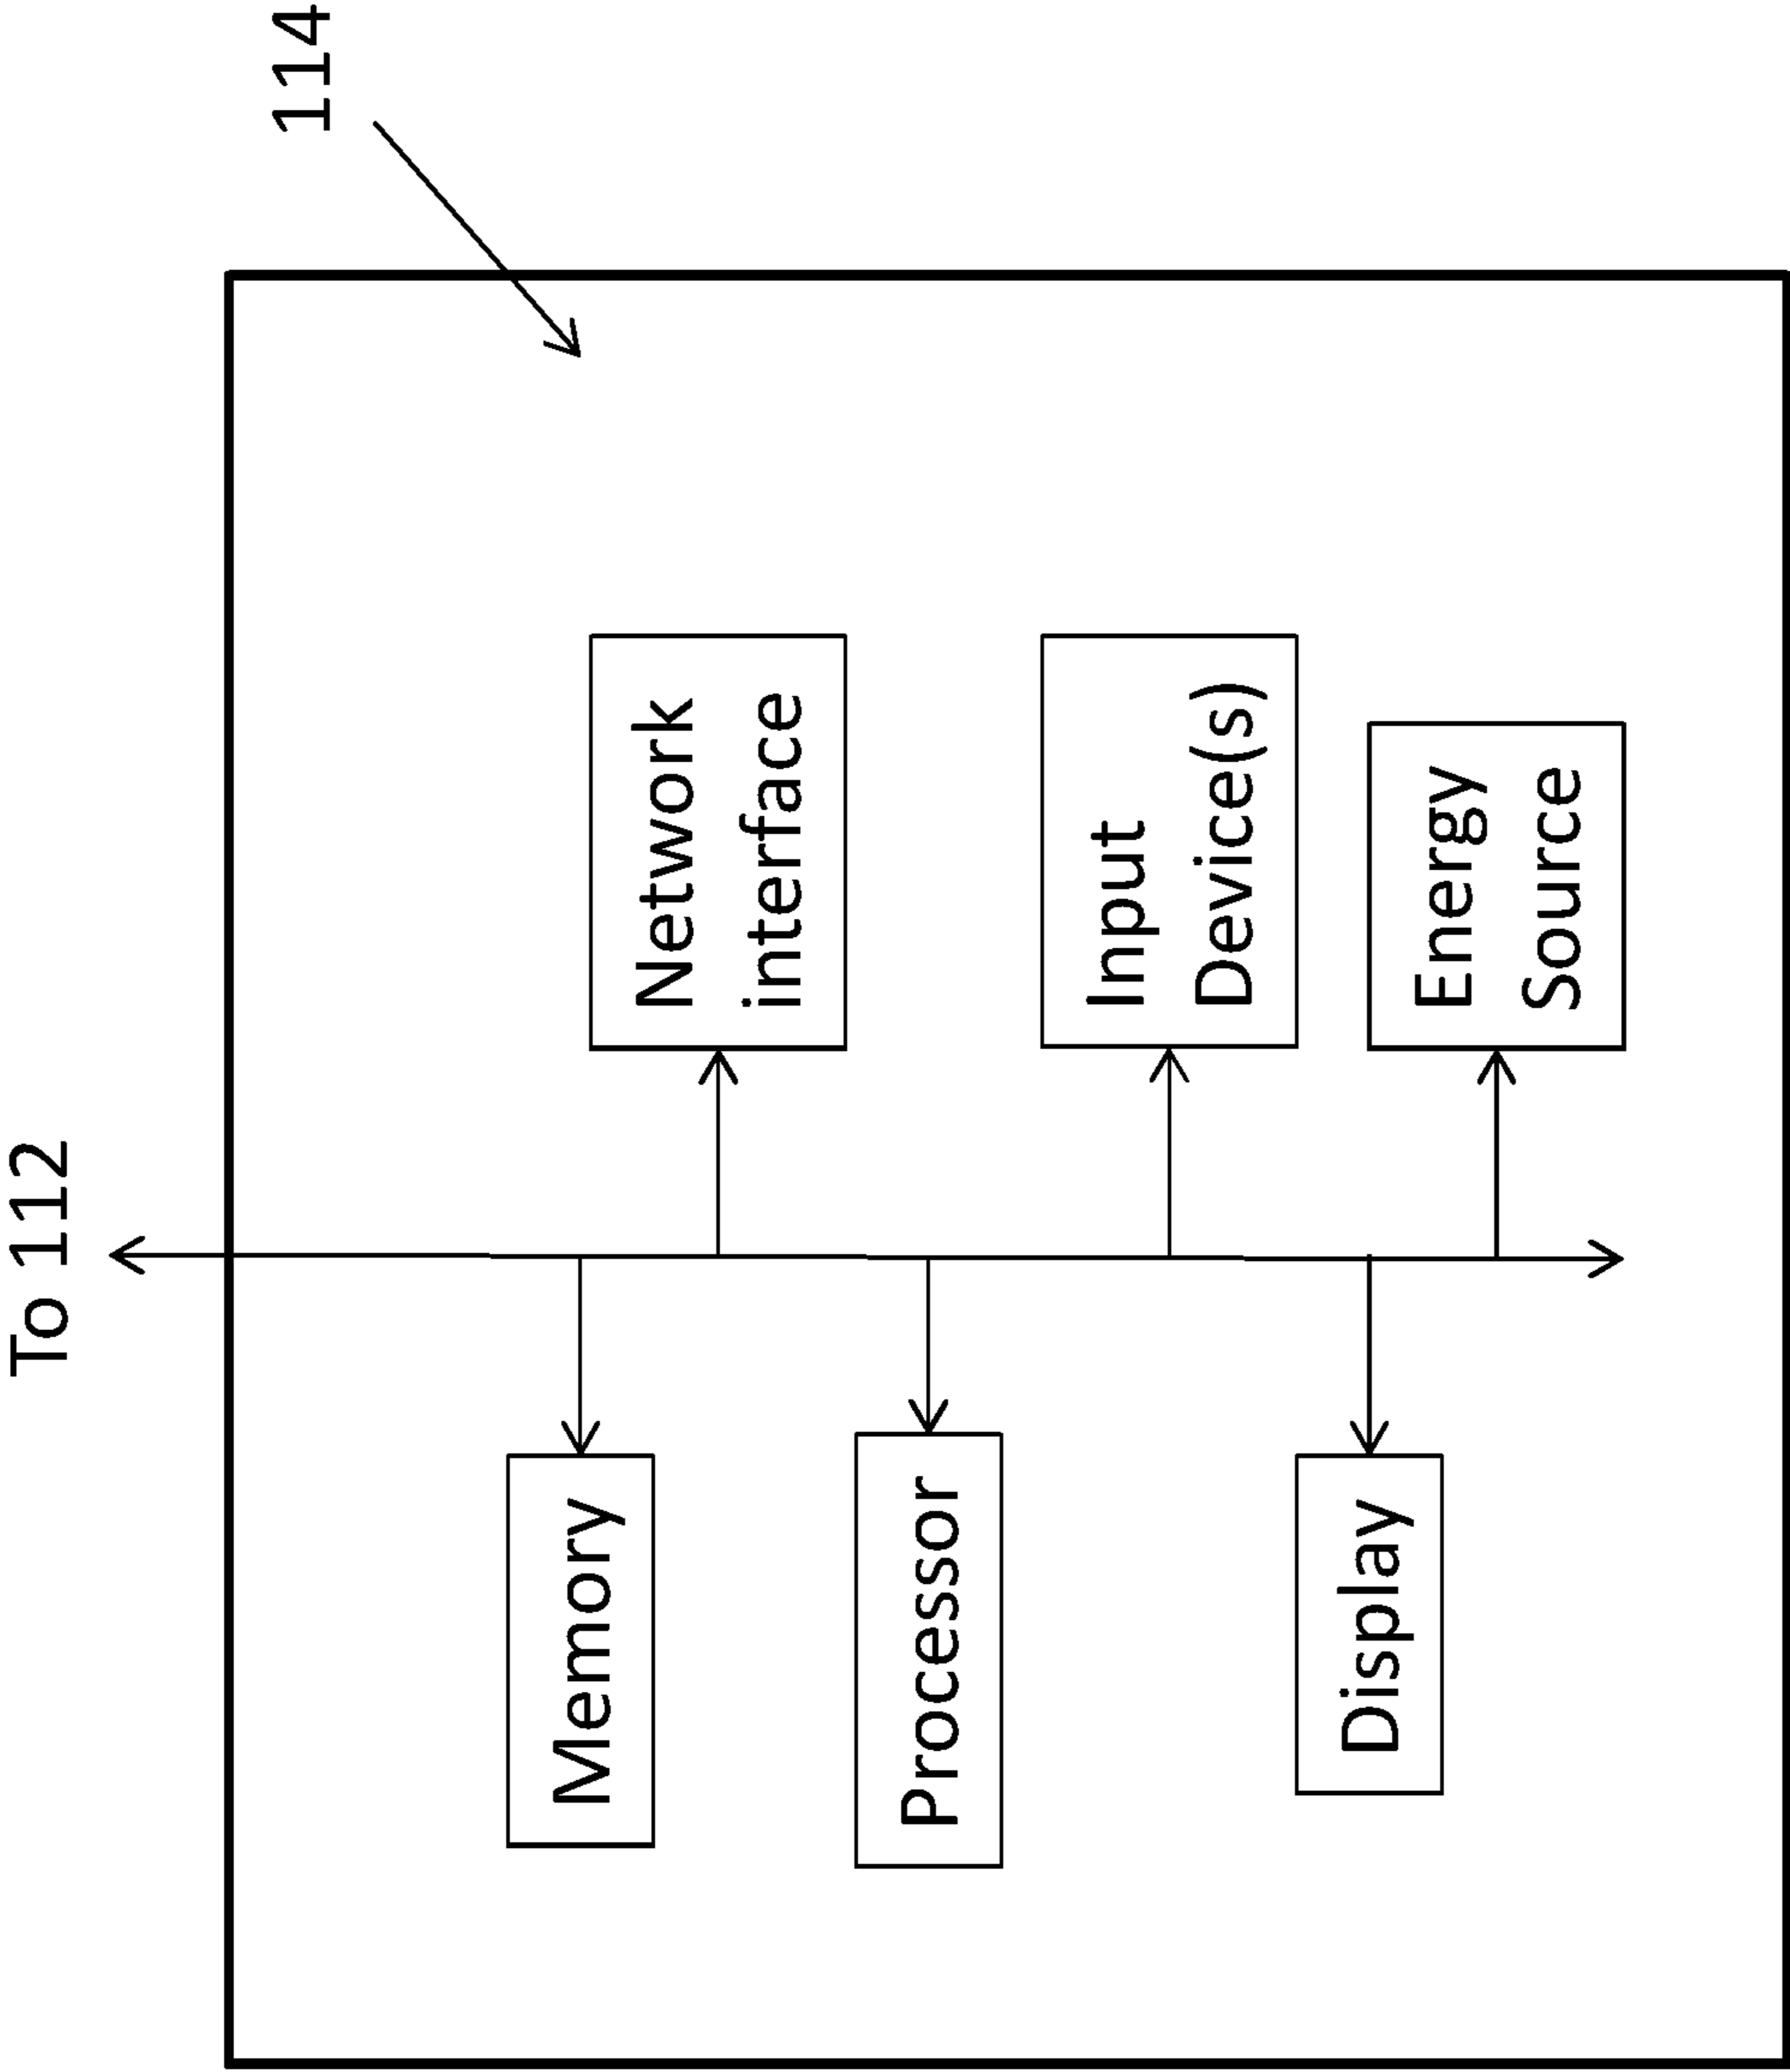 114
To 112
Network
interface
Input
Device(s)
Energy
Source
Memory
Processor
Display